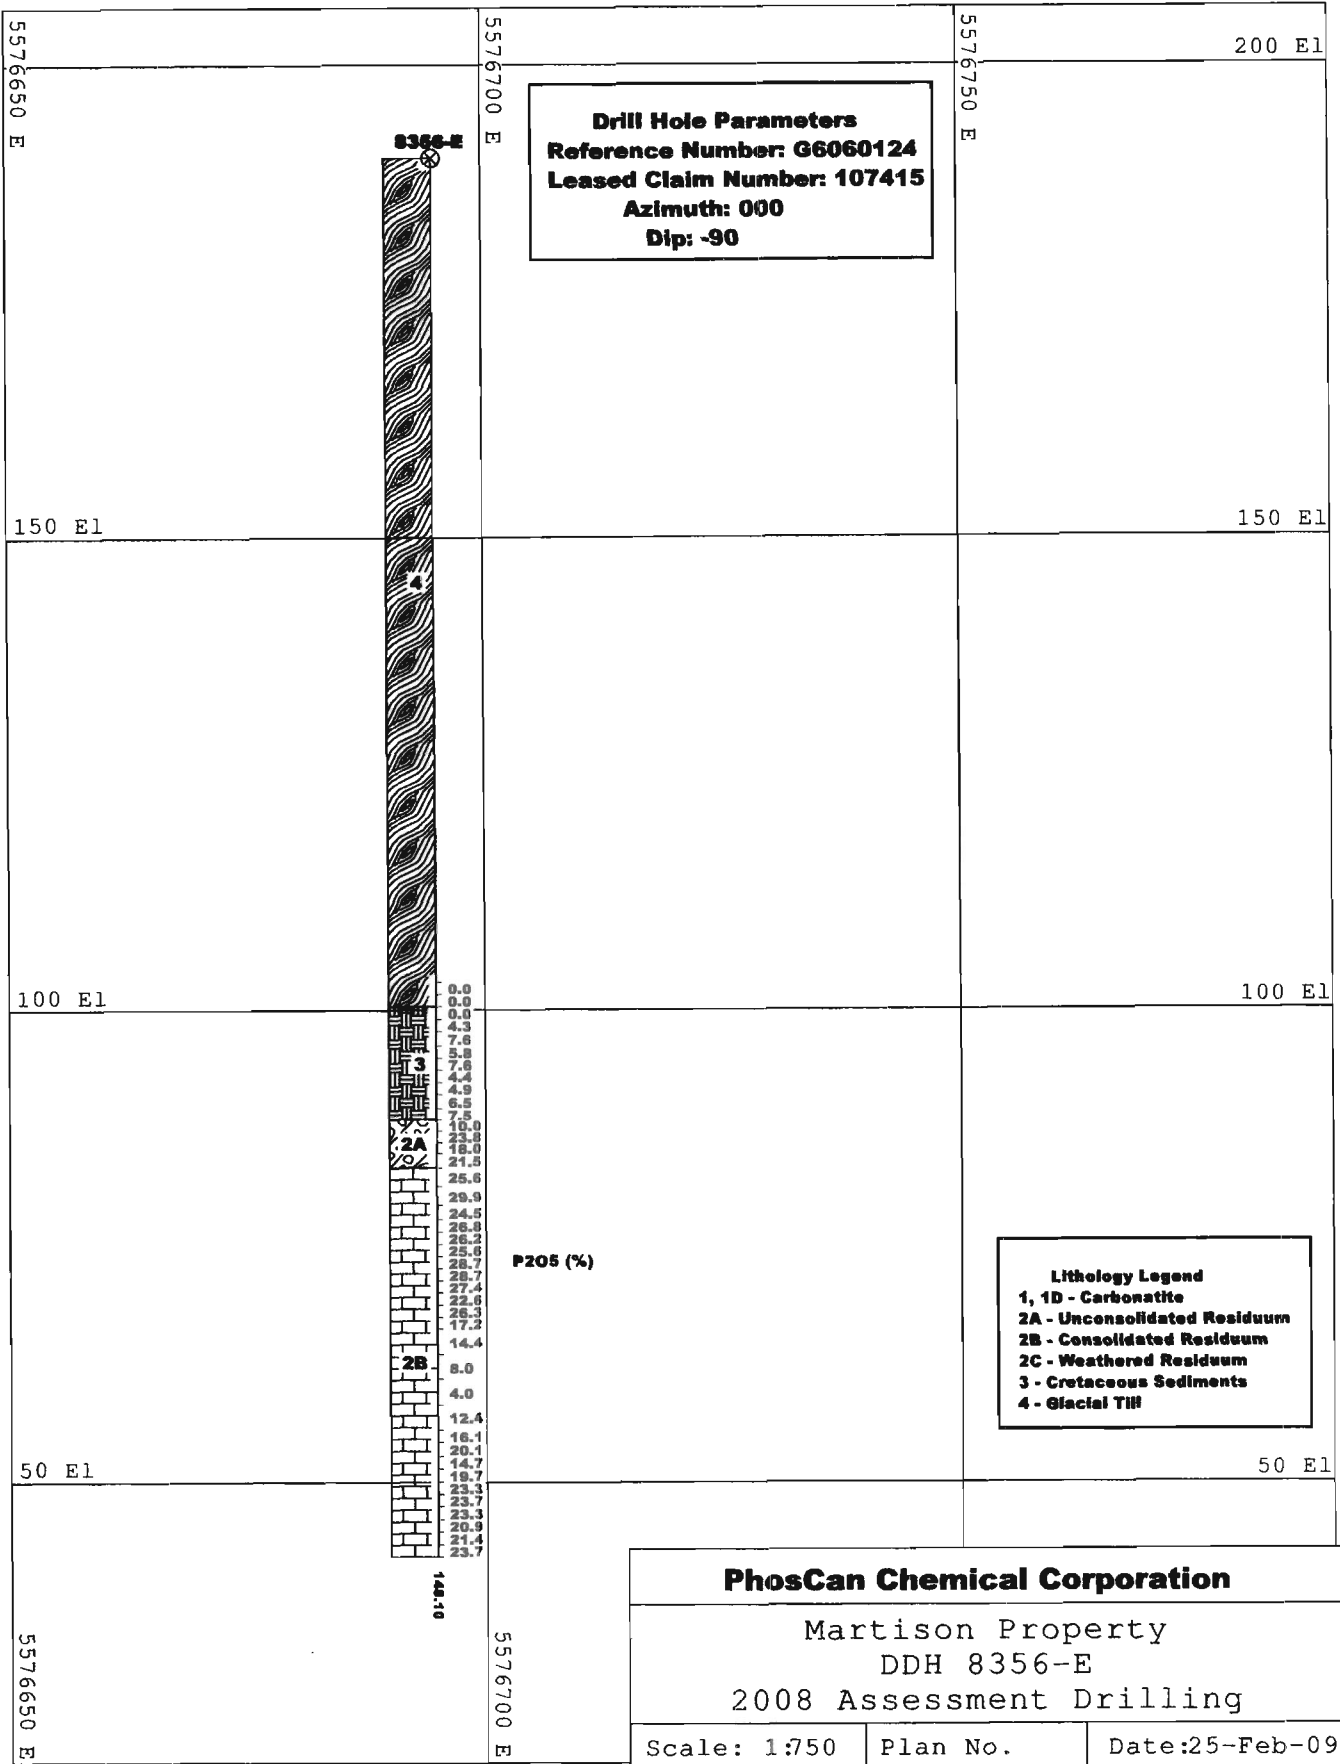 5576650 E
5576700 E
5576750 E
200 El
Drill Hole Parameters
Reference Number: G6060124
Leased Claim Number: 107415
Azimuth: 000
Dip: -90
8356-E
150 El
150 El
4
100 El
100 El
0.0
0.0
0.0
4.3
7.6
5.8
7.6
4.4
4.9
6.5
7.5
10.0
23.8
18.0
21.5
25.6
29.9
24.5
26.8
26.2
25.6
28.7
28.7
27.4
22.6
26.3
17.2
14.4
8.0
4.0
12.4
16.1
20.1
14.7
19.7
23.3
23.7
23.3
20.9
21.4
23.7
3
2A
2B
P2O5 (%)
Lithology Legend
1, 1D - Carbonatite
2A - Unconsolidated Residuum
2B - Consolidated Residuum
2C - Weathered Residuum
3 - Cretaceous Sediments
4 - Glacial Till
50 El
50 El
148.10
5576650 E
5576700 E
PhosCan Chemical Corporation
Martison Property
DDH 8356-E
2008 Assessment Drilling
Scale: 1:750
Plan No.
Date:25-Feb-09